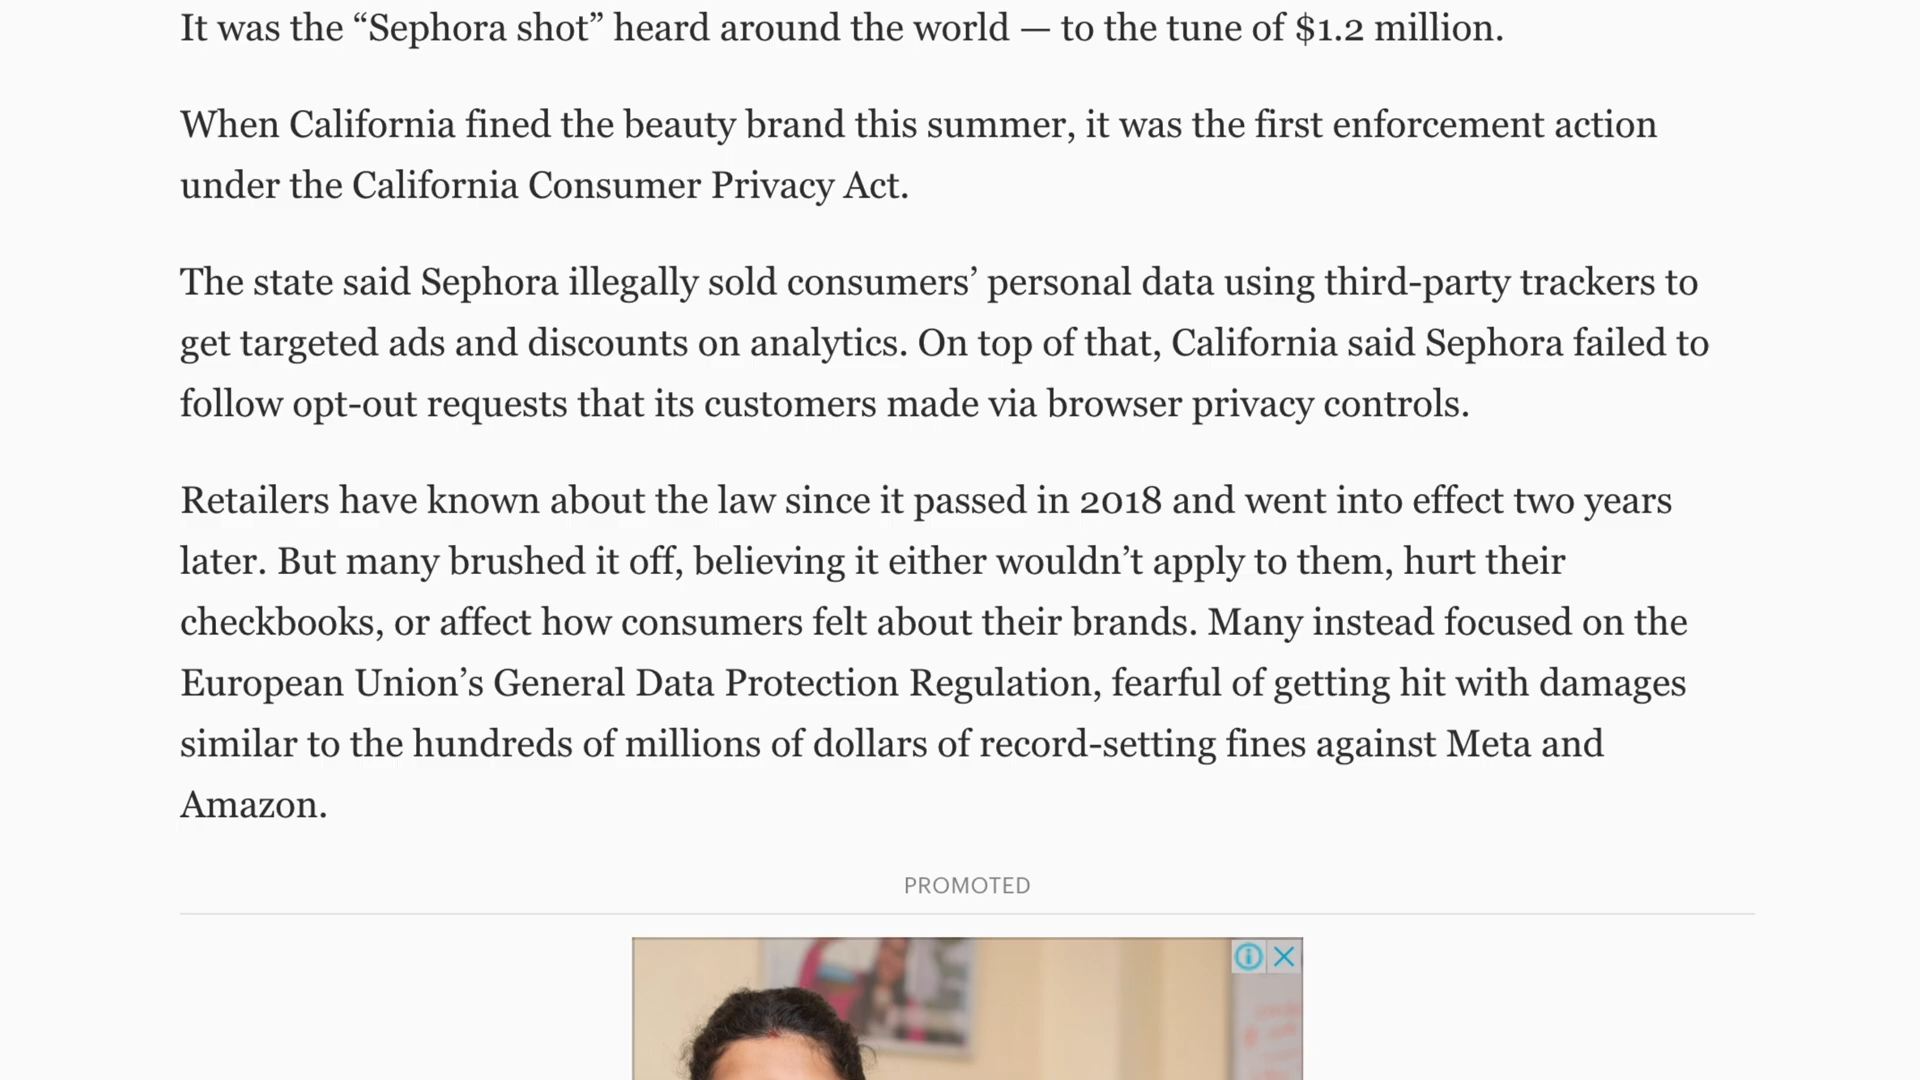 It was the “Sephora shot” heard around the world — to the tune of $1.2 million.
When California fined the beauty brand this summer, it was the first enforcement action
under the California Consumer Privacy Act.
The state said Sephora illegally sold consumers’ personal data using third-party trackers to
get targeted ads and discounts on analytics. On top of that, California said Sephora failed to
follow opt-out requests that its customers made via browser privacy controls.
Retailers have known about the law since it passed in 2018 and went into effect two years
later. But many brushed it off, believing it either wouldn’t apply to them, hurt their
checkbooks, or affect how consumers felt about their brands. Many instead focused on the
European Union’s General Data Protection Regulation, fearful of getting hit with damages
similar to the hundreds of millions of dollars of record-setting fines against Meta and
Amazon.
PROMOTED